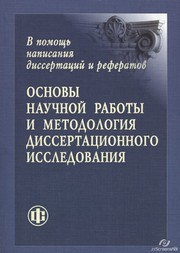 В помощь
написания
диссертаций и рефератов
ОСНОВЫ
НАУЧНОЙ РАБОТЫ
И МЕТОДОЛОГИЯ
ДИССЕРТАЦИОННОГО
ИССЛЕДОВАНИЯ